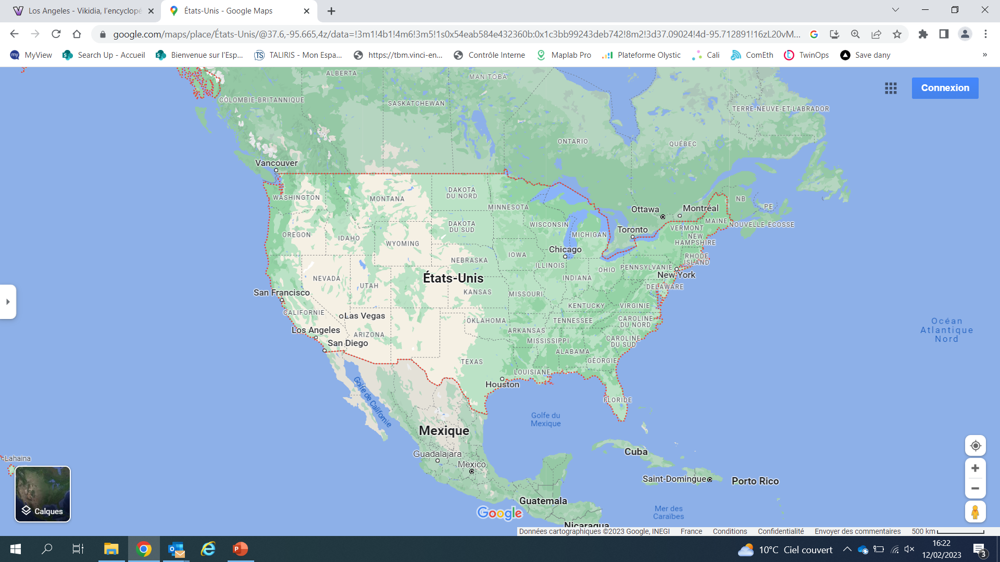 Los Angeles - Vikidia, l'encyclopé
États-Unis - Google Maps
google.com/maps/place/États-Unis/@37.6,-95.665,4z/data=!3m1!4b1!4m6!3m5!1s0x54eab584e432360b:0x1c3bb99243deb742!8m2!3d37.09024!4d-95.712891!16zL20vM...
my MyView
S Search Up - Accueil
S Bienvenue sur l'Esp...
TS TALIRIS - Mon Espa...
https://tbm.vinci-en...
Contrôle Interne
Maplab Pro
Plateforme Olystic
Cali
ComEth
TwinOps
Save dany
»
Connexion
ALBERTA
MANITOBA
COLOMBIE-BRITANNIQUE
SASKATCHEWAN
TERRE-NEUVE-ET-LABRADOR
ONTARIO
QUÉBEC
Vancouver
WASHINGTON
MONTANA
DAKOTA
DU NORD
MINNESOTA
NB
PE
Ottawa
Montréal
MAINE
NOUVELLE-ÉCOSSE
OREGON
IDAHO
WYOMING
DAKOTA
DU SUD
WISCONSIN
MICHIGAN
Toronto
VERMONT
NEW
HAMPSHIRE
Chicago
IOWA
NEBRASKA
ILLINOIS
OHIO
PENNSYLVANIE
RHODE
ISLAND
New York
NEVADA
UTAH
États-Unis
INDIANA
DELAWARE
San Francisco
KANSAS
MISSOURI
KENTUCKY
VIRGINIE
CALIFORNIE
Las Vegas
OKLAHOMA
TENNESSEE
CAROLINE
DU NORD
Los Angeles
ARIZONA
ARKANSAS
San Diego
MISSISSIPPI
CAROLINE
DU SUD
ALABAMA
GÉORGIE
TEXAS
LOUISIANE
Houston
FLORIDE
Océan
Atlantique
Nord
Golfe de Californie
Golfe du
Mexique
Mexique
Guadalajara
Mexico
Cuba
Saint-Domingue
Porto Rico
Guatemala
Mer des
Caraïbes
Nicaragua
Lahaina
Calques
Google
Données cartographiques ©2023 Google, INEGI France Conditions Confidentialité Envoyer des commentaires 500 km
10°C Ciel couvert
16:22
12/02/2023
3